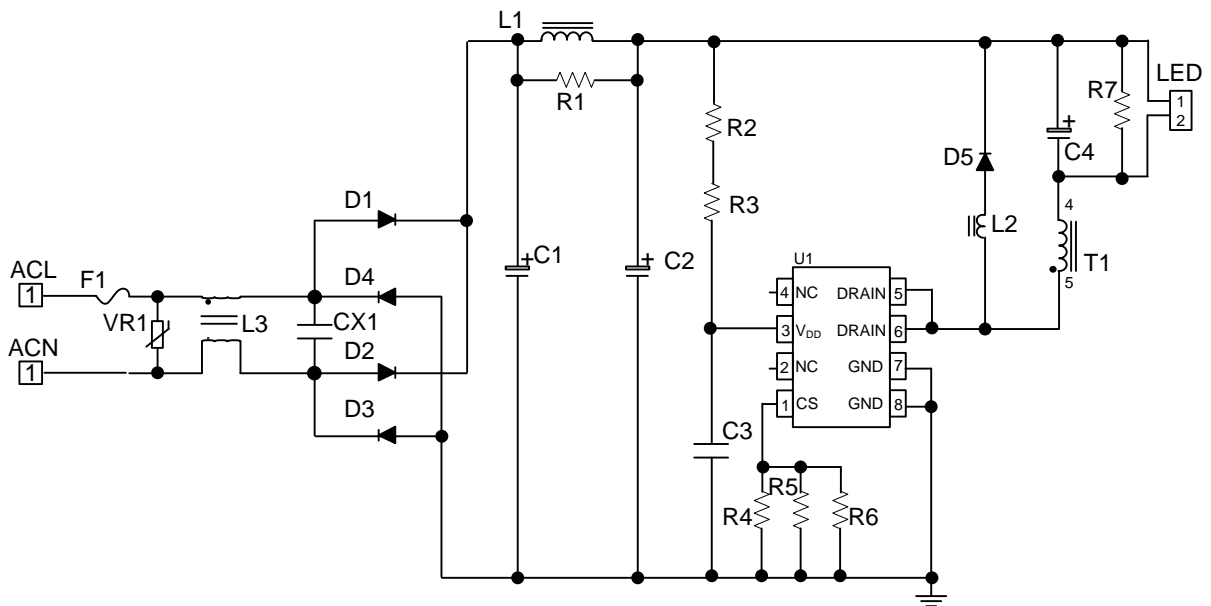 L1
LED
R7
1
2
R1
R2
+
C4
D5
R3
L2
4
T1
5
D1
+
C1
+
C2
U1
ACL
1
F1
D4
4
NC
DRAIN
5
VR1
L3
CX1
3
VDD
DRAIN
6
ACN
1
D2
2
NC
GND
7
D3
1
CS
GND
8
C3
R5
R4
R6